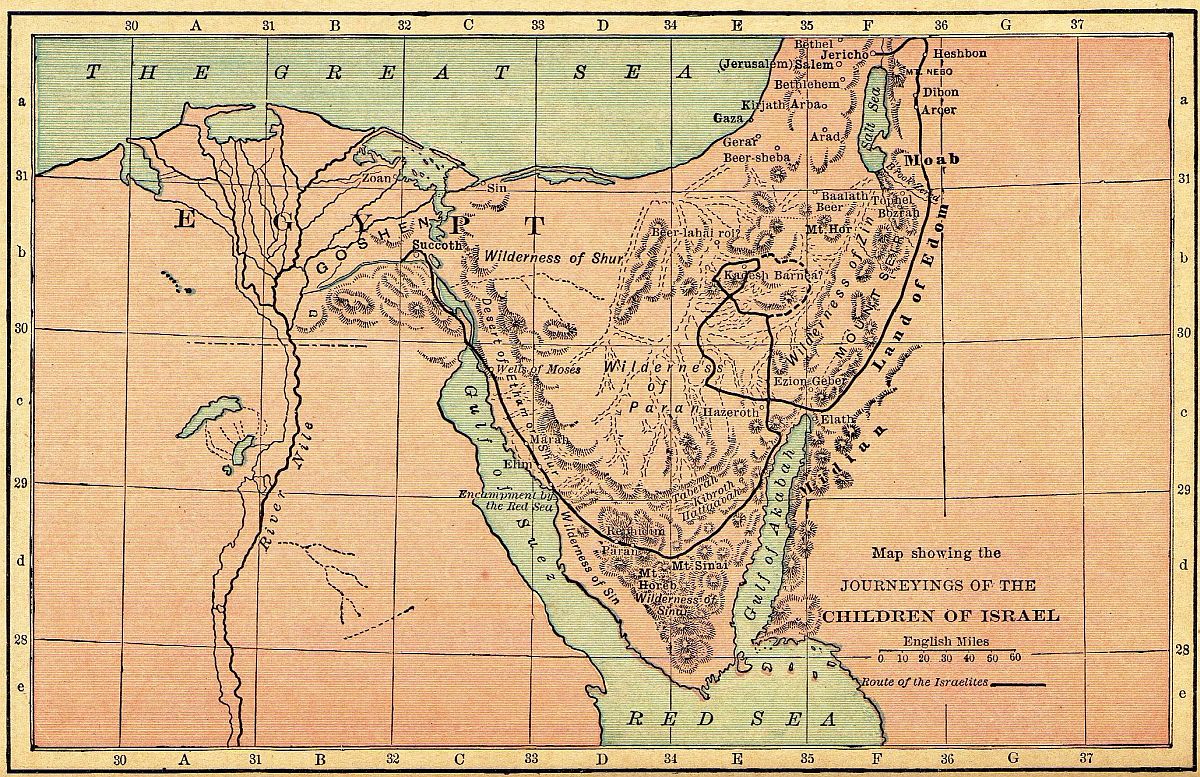 30 A B 32 C 33 D 34 E 35 F 36 G 37
THE GREAT SEA
Bethel
Jericho
Heshbon
(Jerusalem) Salem
MT. NEBO
Bethlehem
Dibon
a
a
Kirjath Arba
Aroer
Gaza
Salt Sea
Gerar
Arad
Beer-sheba
Moab
31
Zoan
Sin
31
EGYPT
Baalath
Beer
Tophel
Bozrah
GOSHEN
Beer-lahai roi?
Mt. Hor
Succoth
b
Wilderness of Shur
b
Kadesh Barnea?
Wilderness of Zin
MOUNT SEIR
Land of Edom
30
30
Desert of Etham or Shur
Wells of Moses
Wilderness
of
Paran
Ezion Geber
c
Hazeroth
c
Elath
Gulf of Suez
Marah
Midian
River Nile
Elim
29
29
Taberah
Kibroth
Hattaavah
Encampment by
the Red Sea
Gulf of Akabah
Wilderness of Sin
Paran
d
Mt. Sinai
d
Mt.
Horeb
Wilderness of
Sinai
Map showing the
JOURNEYINGS OF THE
CHILDREN OF ISRAEL
28
English Miles
28
0 10 20 30 40 50 60
e
Route of the Israelites
e
RED SEA
30 A 31 B 32 C 33 D 34 E 35 F 36 G 37